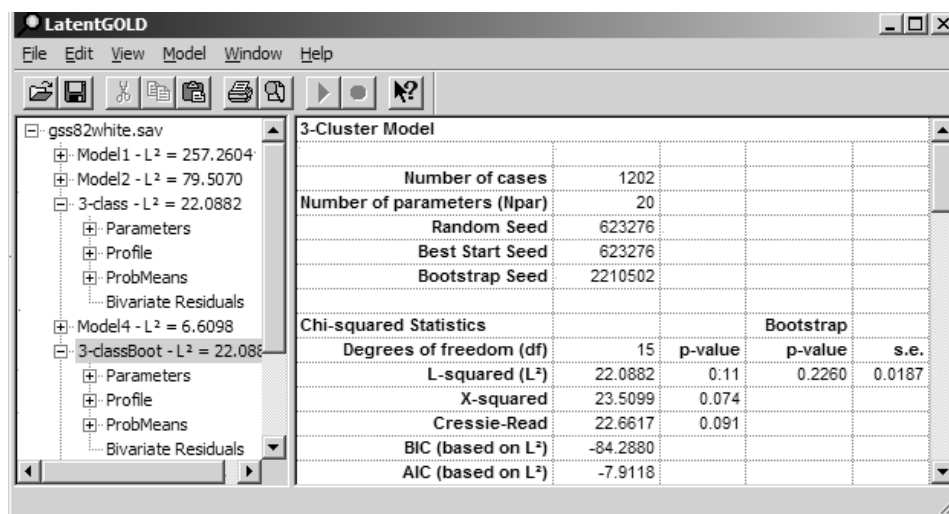 LatentGOLD
File Edit View Model Window Help
gss82white.sav
Model1 - L² = 257.2604
Model2 - L² = 79.5070
3-class - L² = 22.0882
Parameters
Profile
ProbMeans
Bivariate Residuals
Model4 - L² = 6.6098
3-classBoot - L² = 22.088
Parameters
Profile
ProbMeans
Bivariate Residuals
3-Cluster Model
Number of cases 1202
Number of parameters (Npar) 20
Random Seed 623276
Best Start Seed 623276
Bootstrap Seed 2210502
Chi-squared Statistics Bootstrap
Degrees of freedom (df) 15 p-value p-value s.e.
L-squared (L²) 22.0882 0.11 0.2260 0.0187
X-squared 23.5099 0.074
Cressie-Read 22.6617 0.091
BIC (based on L²) -84.2880
AIC (based on L²) -7.9118